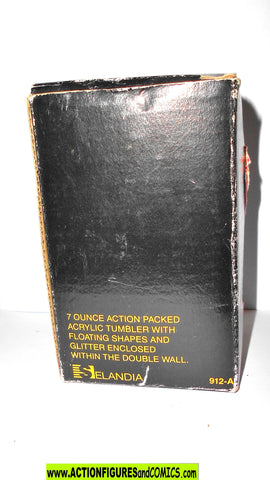 7 OUNCE ACTION PACKED
ACRYLIC TUMBLER WITH
FLOATING SHAPES AND
GLITTER ENCLOSED
WITHIN THE DOUBLE WALL.
SELANDIA
912-A
www.ACTIONFIGURESandCOMICS.com